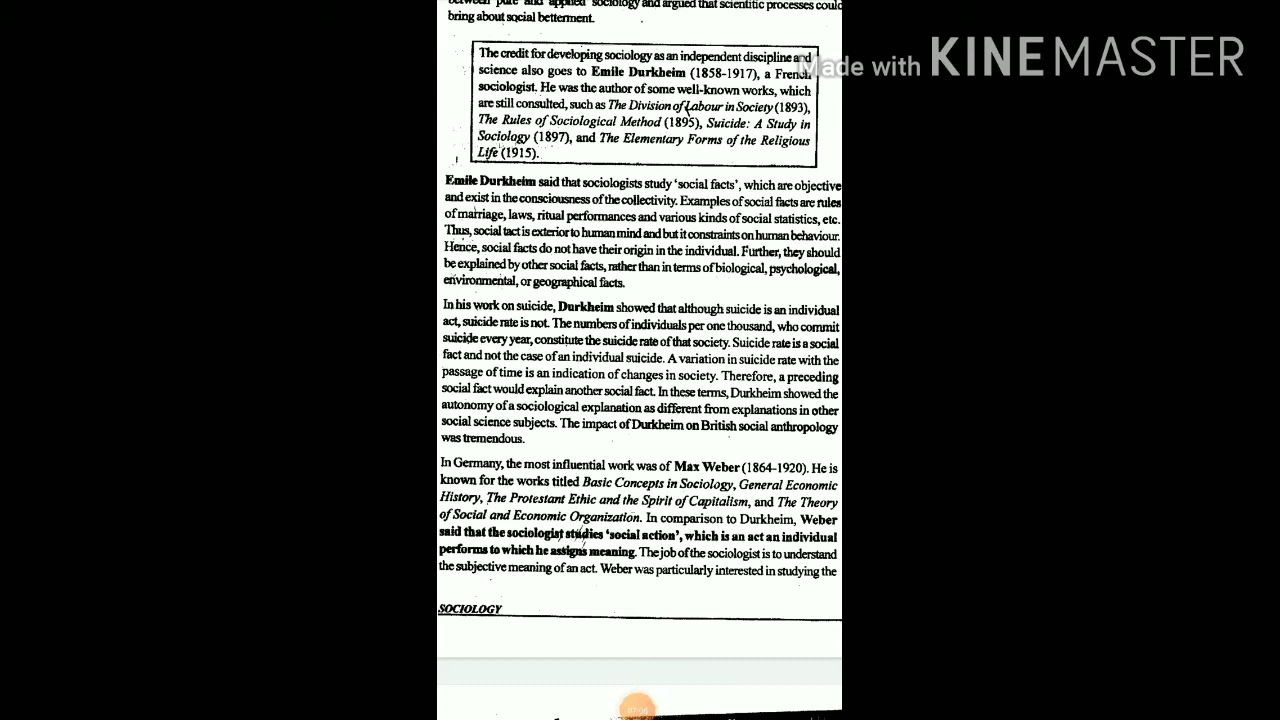 between pure and applied sociology and argued that scientific processes could
bring about social betterment.
Made with KINEMASTER
The credit for developing sociology as an independent discipline and
science also goes to Emile Durkheim (1858-1917), a French
sociologist. He was the author of some well-known works, which
are still consulted, such as The Division of Labour in Society (1893),
The Rules of Sociological Method (1895), Suicide: A Study in
Sociology (1897), and The Elementary Forms of the Religious
Life (1915).
Emile Durkheim said that sociologists study ‘social facts’, which are objective
and exist in the consciousness of the collectivity. Examples of social facts are rules
of marriage, laws, ritual performances and various kinds of social statistics, etc.
Thus, social tact is exterior to human mind and but it constraints on human behaviour.
Hence, social facts do not have their origin in the individual. Further, they should
be explained by other social facts, rather than in terms of biological, psychological,
environmental, or geographical facts.
In his work on suicide, Durkheim showed that although suicide is an individual
act, suicide rate is not. The numbers of individuals per one thousand, who commit
suicide every year, constitute the suicide rate of that society. Suicide rate is a social
fact and not the case of an individual suicide. A variation in suicide rate with the
passage of time is an indication of changes in society. Therefore, a preceding
social fact would explain another social fact. In these terms, Durkheim showed the
autonomy of a sociological explanation as different from explanations in other
social science subjects. The impact of Durkheim on British social anthropology
was tremendous.
In Germany, the most influential work was of Max Weber (1864-1920). He is
known for the works titled Basic Concepts in Sociology, General Economic
History, The Protestant Ethic and the Spirit of Capitalism, and The Theory
of Social and Economic Organization. In comparison to Durkheim, Weber
said that the sociologist studies ‘social action’, which is an act an individual
performs to which he assigns meaning. The job of the sociologist is to understand
the subjective meaning of an act. Weber was particularly interested in studying the
SOCIOLOGY